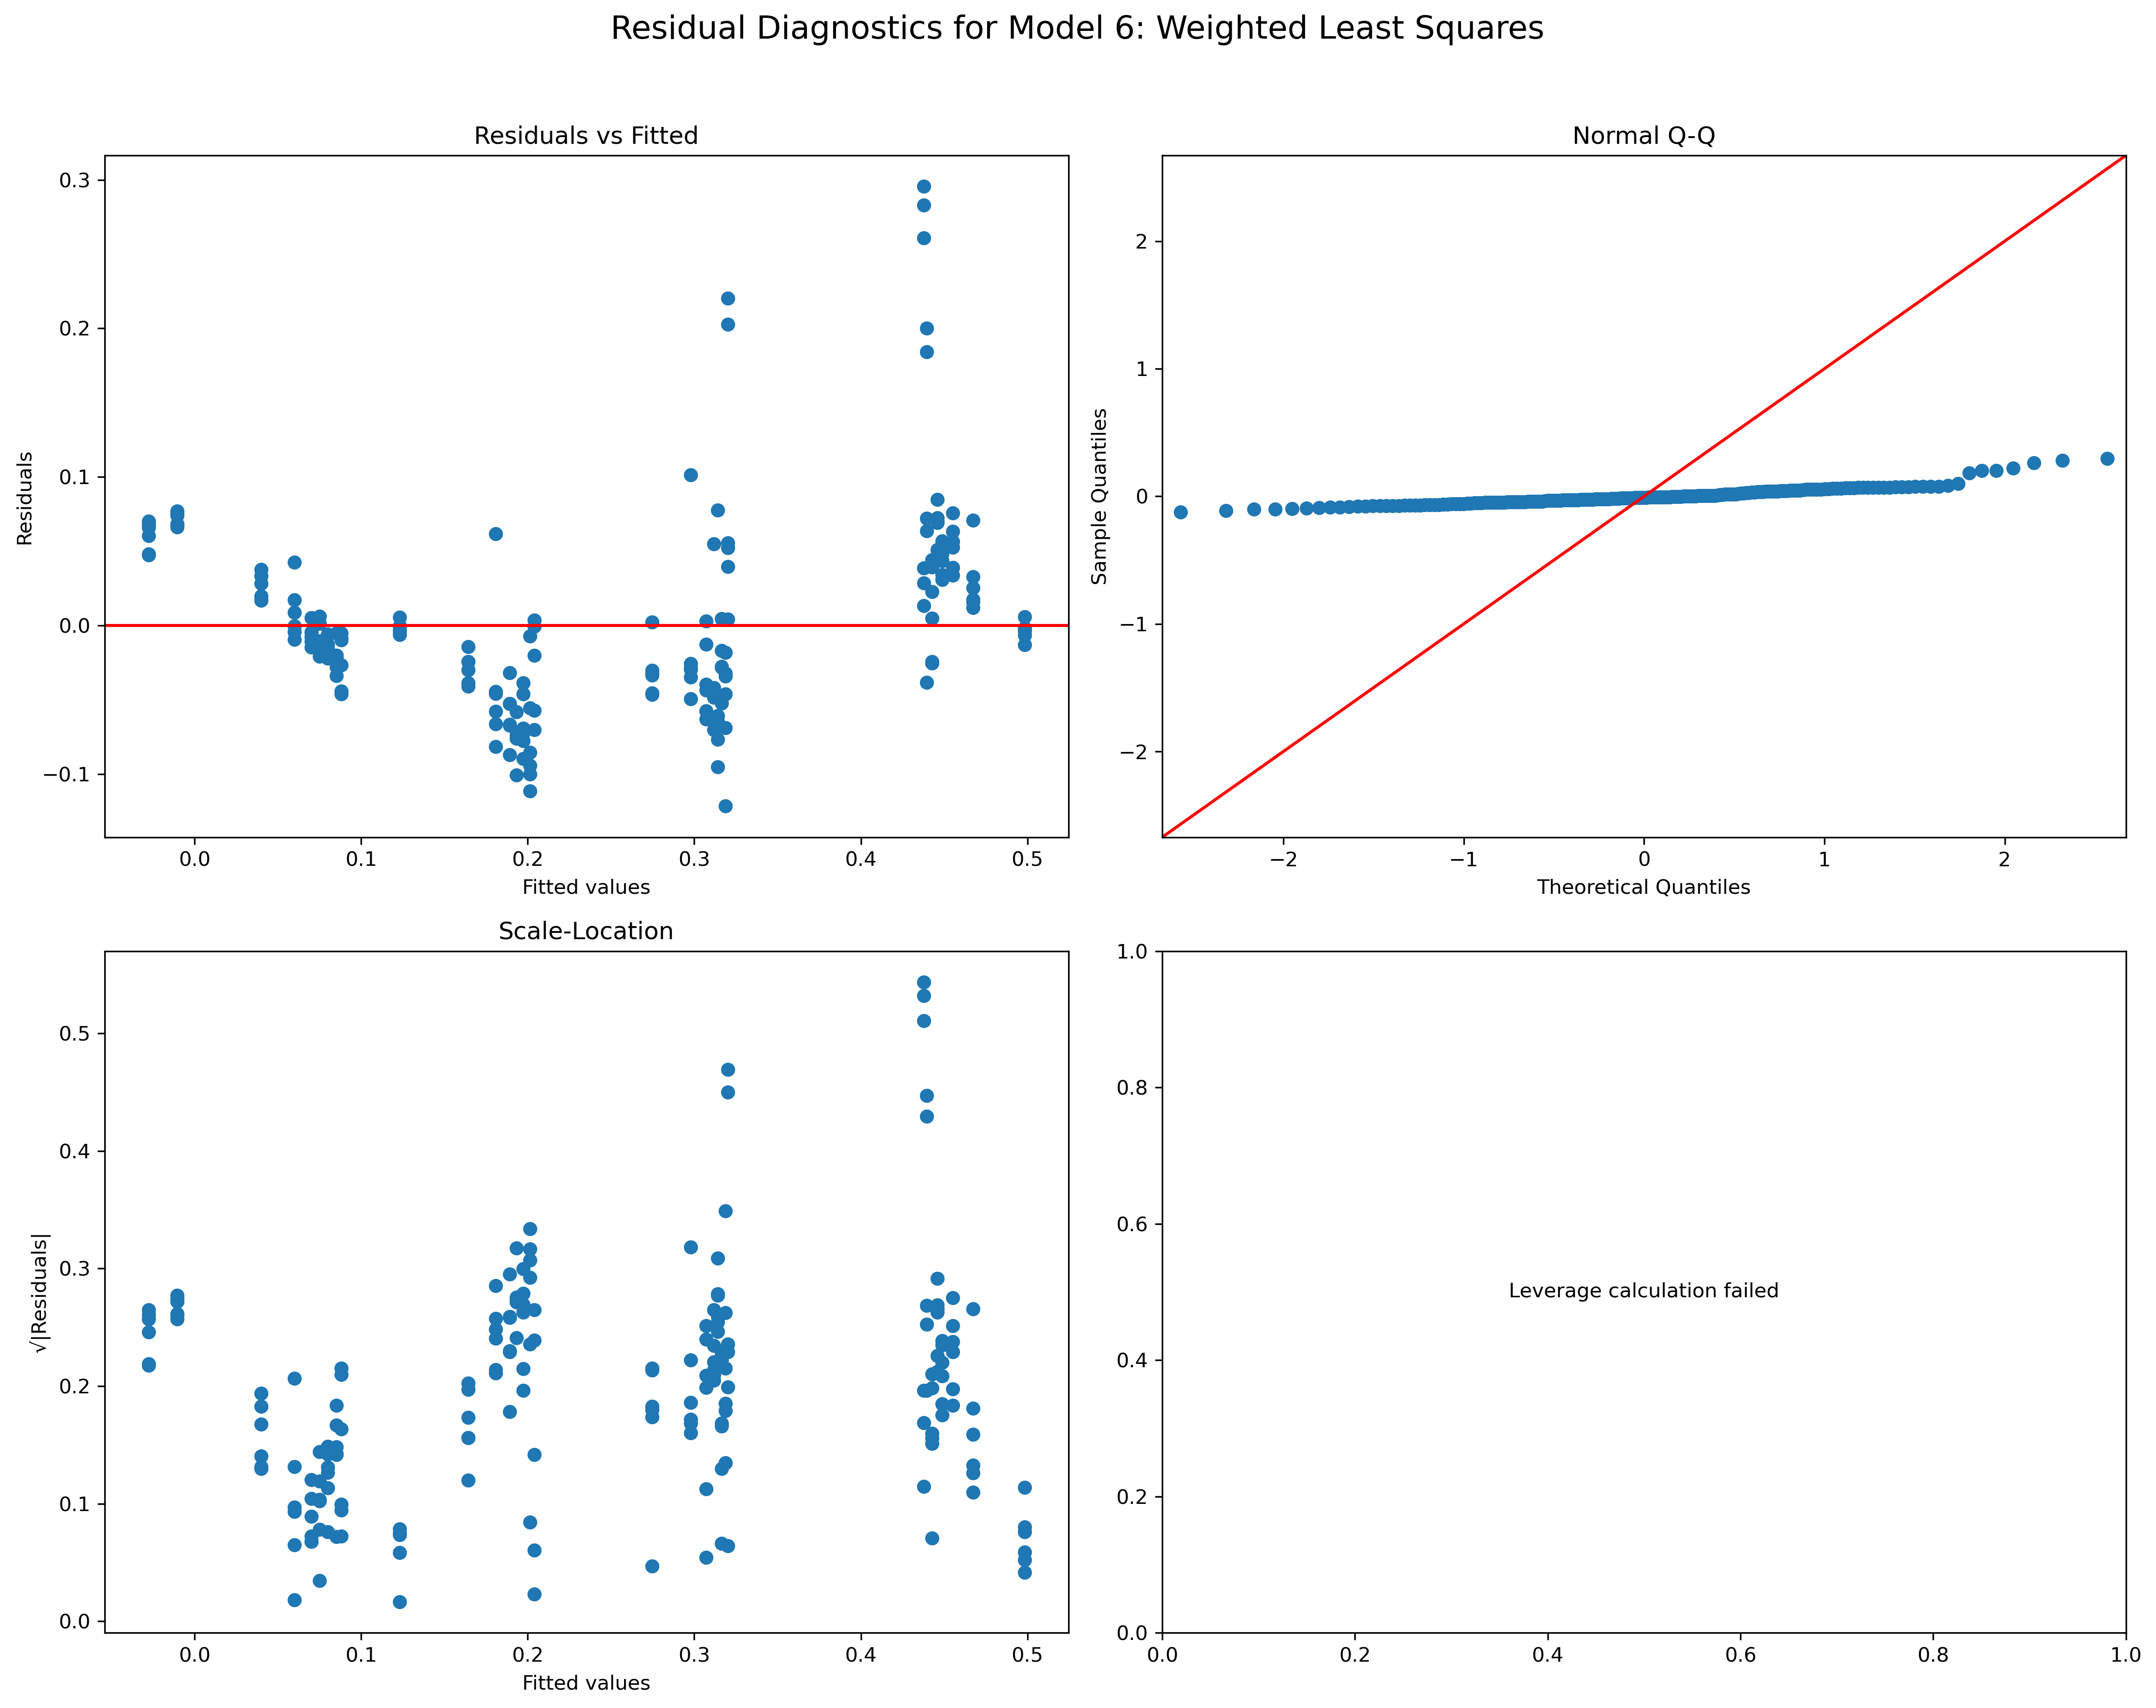 Residual Diagnostics for Model 6: Weighted Least Squares
Residuals vs Fitted
0.3
0.2
0.1
0.0
−0.1
Residuals
0.0 0.1 0.2 0.3 0.4 0.5
Fitted values
Normal Q-Q
2
1
0
−1
−2
Sample Quantiles
−2 −1 0 1 2
Theoretical Quantiles
Scale-Location
0.5
0.4
0.3
0.2
0.1
0.0
√|Residuals|
0.0 0.1 0.2 0.3 0.4 0.5
Fitted values
1.0
0.8
0.6
0.4
0.2
0.0
Leverage calculation failed
0.0 0.2 0.4 0.6 0.8 1.0